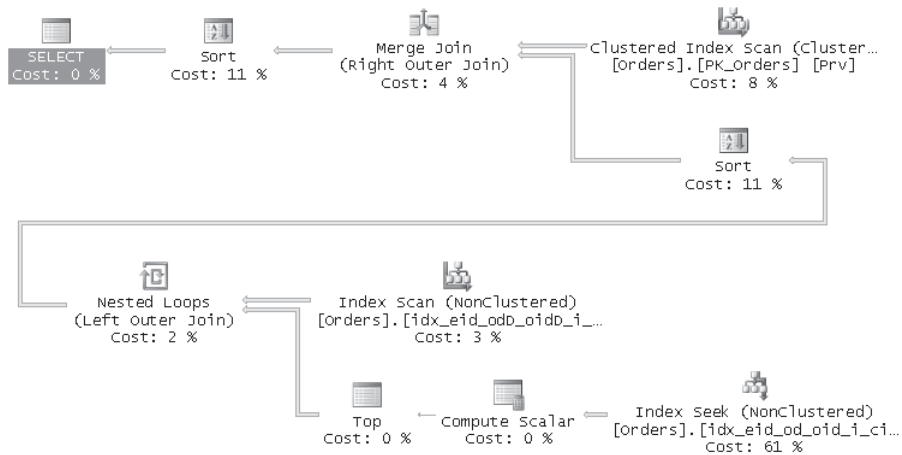 SELECT
Cost: 0 %
Sort
Cost: 11 %
Merge Join
(Right Outer Join)
Cost: 4 %
Clustered Index Scan (Cluster…
[Orders].[PK_Orders] [Prv]
Cost: 8 %
Sort
Cost: 11 %
Nested Loops
(Left Outer Join)
Cost: 2 %
Index Scan (NonClustered)
[Orders].[idx_eid_odD_oidD_i_…
Cost: 3 %
Top
Cost: 0 %
Compute Scalar
Cost: 0 %
Index Seek (NonClustered)
[Orders].[idx_eid_od_oid_i_ci…
Cost: 61 %